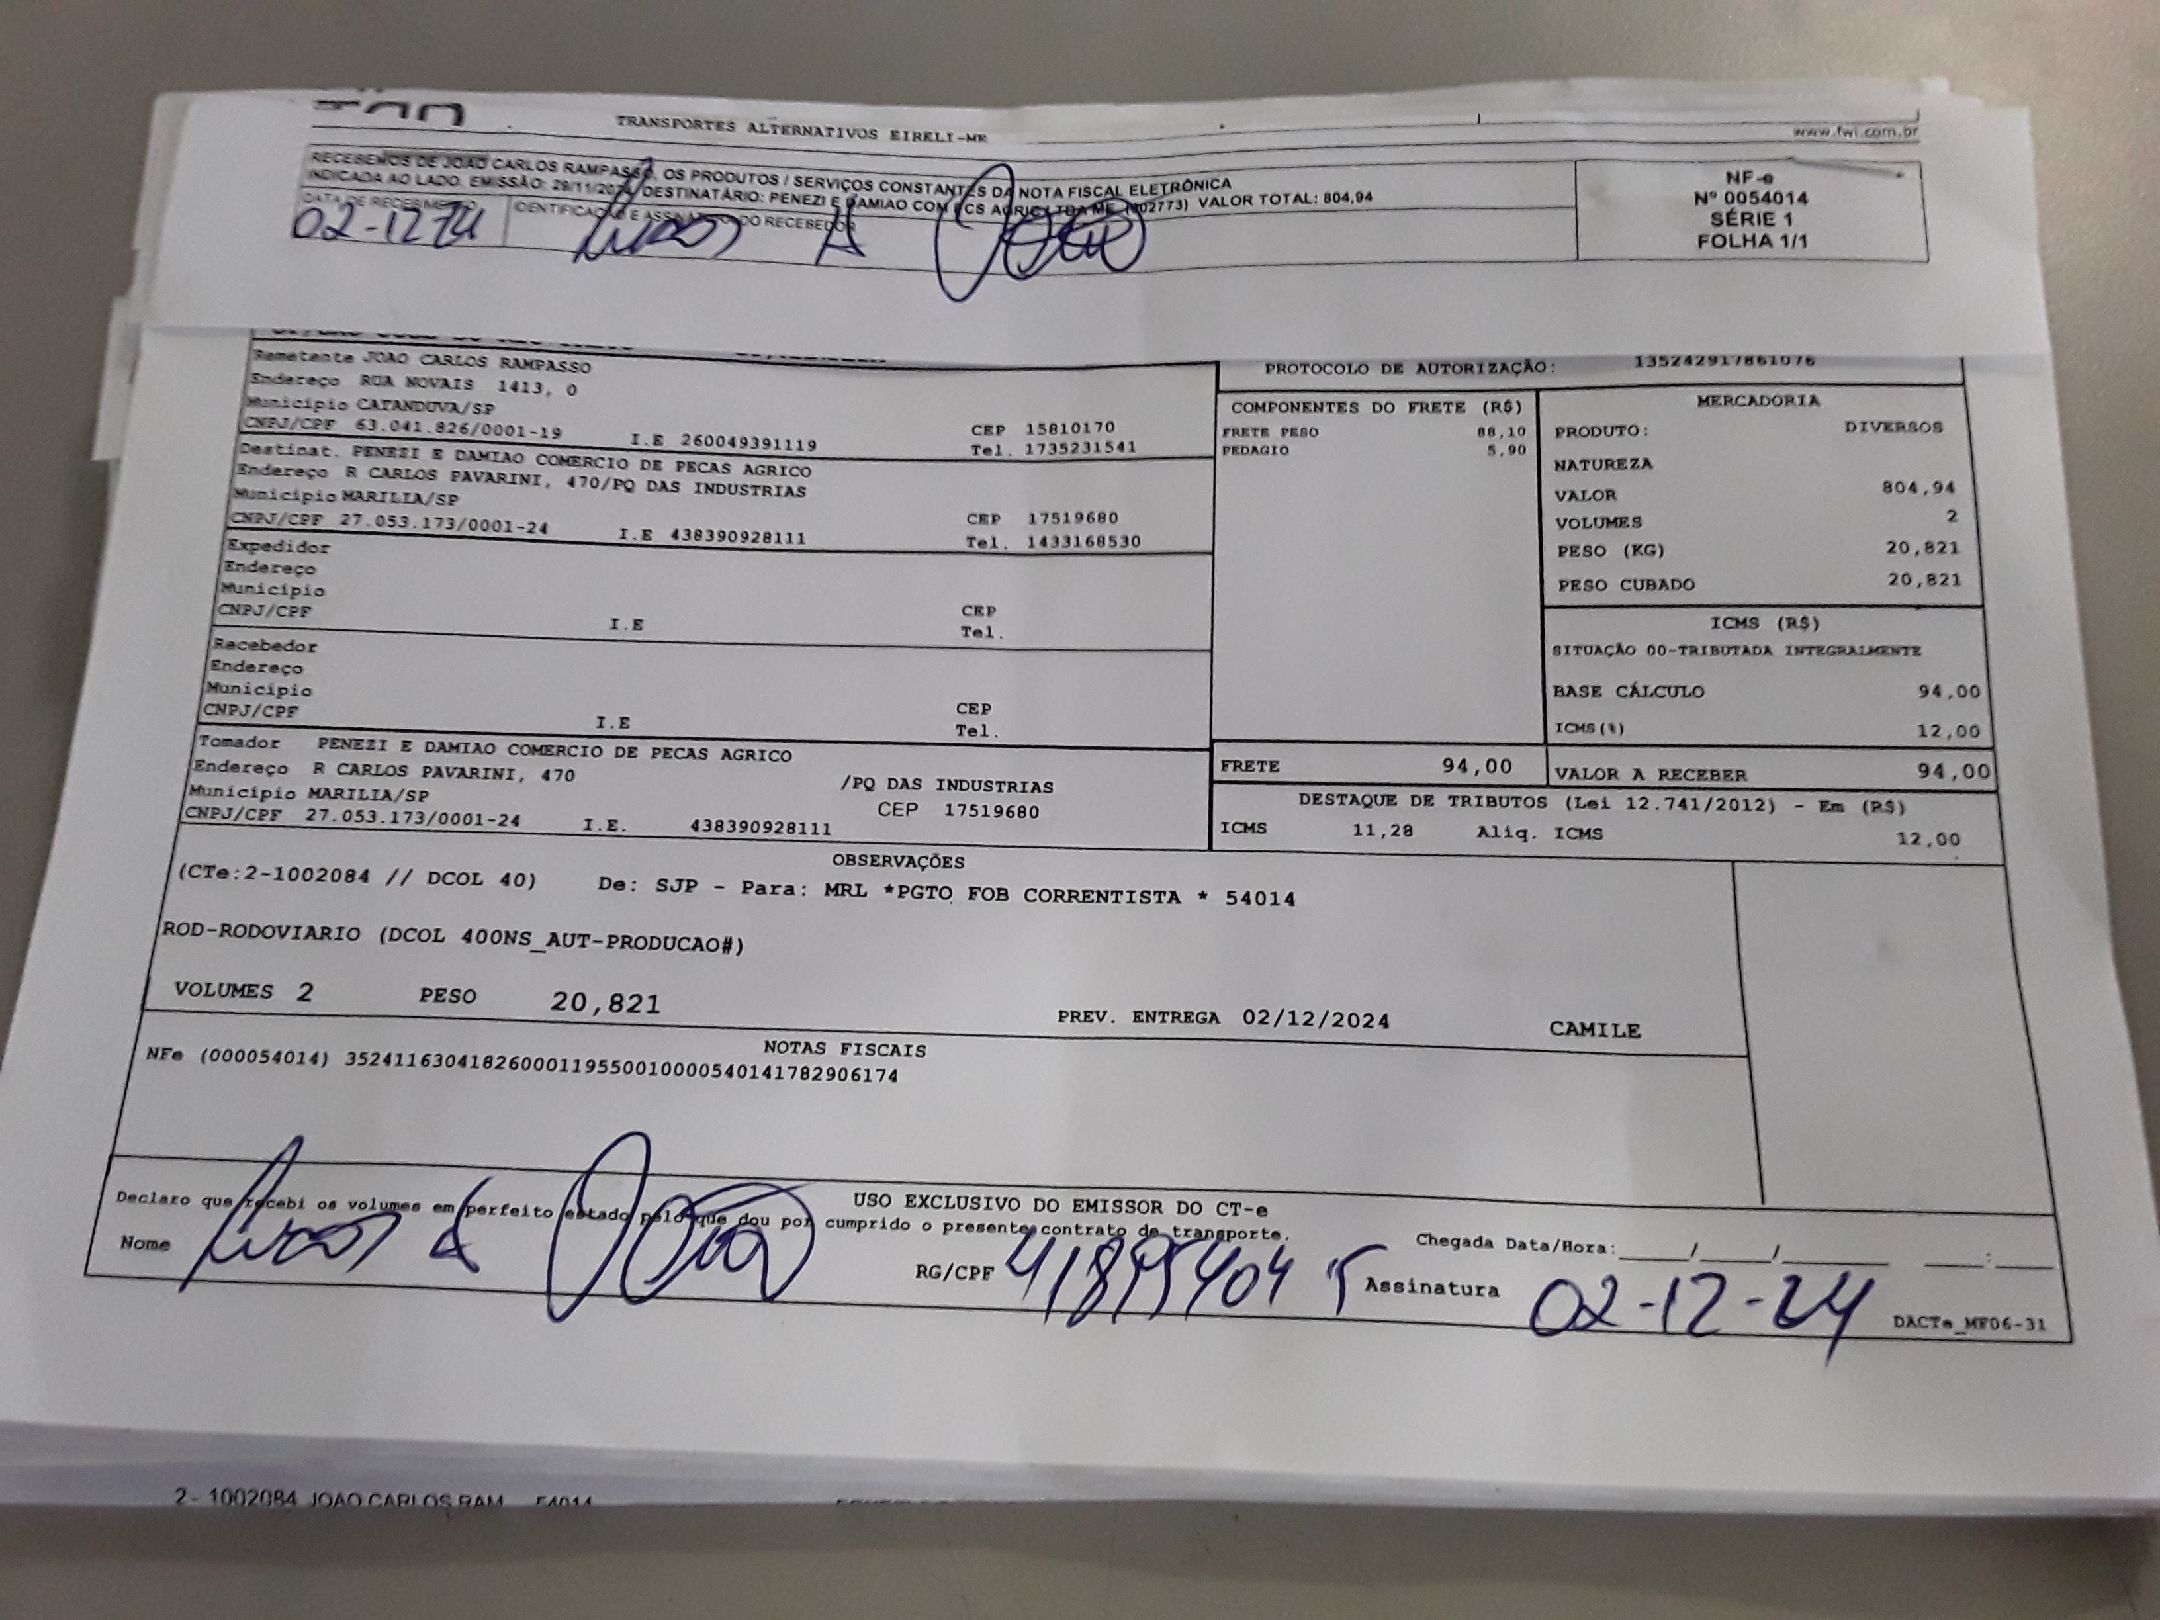 TRANSPORTES ALTERNATIVOS EIRELI-ME
www.fwi.com.br
RECEBEMOS DE JOAO CARLOS RAMPASSO, OS PRODUTOS / SERVIÇOS CONSTANTES DA NOTA FISCAL ELETRÔNICA
INDICADA AO LADO. EMISSÃO: 29/11/2024, DESTINATÁRIO: PENEZI E DAMIAO COM PCS AGRIC LTDA ME VALOR TOTAL: 804,94
DATA DE RECEBIMENTO IDENTIFICAÇÃO E ASSINATURA DO RECEBEDOR
02-12-24
NF-e
Nº 0054014
SÉRIE 1
FOLHA 1/1
Remetente JOAO CARLOS RAMPASSO
Endereço RUA NOVAIS 1413, 0
Município CATANDUVA/SP
CNPJ/CPF 63.041.826/0001-19 I.E 260049391119
CEP 15810170
Tel. 1735231541
Destinat. PENEZI E DAMIAO COMERCIO DE PECAS AGRICO
Endereço R CARLOS PAVARINI, 470/PQ DAS INDUSTRIAS
Município MARILIA/SP
CNPJ/CPF 27.053.173/0001-24 I.E 438390928111
CEP 17519680
Tel. 1433168530
Expedidor
Endereço
Município
CNPJ/CPF I.E
CEP
Tel.
Recebedor
Endereço
Município
CNPJ/CPF I.E
CEP
Tel.
Tomador PENEZI E DAMIAO COMERCIO DE PECAS AGRICO
Endereço R CARLOS PAVARINI, 470 /PQ DAS INDUSTRIAS
Município MARILIA/SP CEP 17519680
CNPJ/CPF 27.053.173/0001-24 I.E. 438390928111
PROTOCOLO DE AUTORIZAÇÃO: 135242917861076
COMPONENTES DO FRETE (R$)
FRETE PESO 88,10
PEDAGIO 5,90
MERCADORIA
PRODUTO: DIVERSOS
NATUREZA
VALOR 804,94
VOLUMES 2
PESO (KG) 20,821
PESO CUBADO 20,821
ICMS (R$)
SITUAÇÃO 00-TRIBUTADA INTEGRALMENTE
BASE CÁLCULO 94,00
ICMS(%) 12,00
FRETE 94,00
VALOR A RECEBER 94,00
DESTAQUE DE TRIBUTOS (Lei 12.741/2012) - Em (R$)
ICMS 11,28 Aliq. ICMS 12,00
OBSERVAÇÕES
(CTe:2-1002084 // DCOL 40) De: SJP - Para: MRL *PGTO FOB CORRENTISTA * 54014
ROD-RODOVIARIO (DCOL 400NS_AUT-PRODUCAO#)
VOLUMES 2 PESO 20,821
PREV. ENTREGA 02/12/2024 CAMILE
NOTAS FISCAIS
NFe (000054014) 35241163041826000119550010000540141782906174
USO EXCLUSIVO DO EMISSOR DO CT-e
Declaro que recebi os volumes em perfeito estado pelo que dou por cumprido o presente contrato de transporte.
Chegada Data/Hora: / / :
Nome
RG/CPF
Assinatura 02-12-24
DACTe_MF06-31
2 - 1002084 JOAO CARLOS RAM 54014